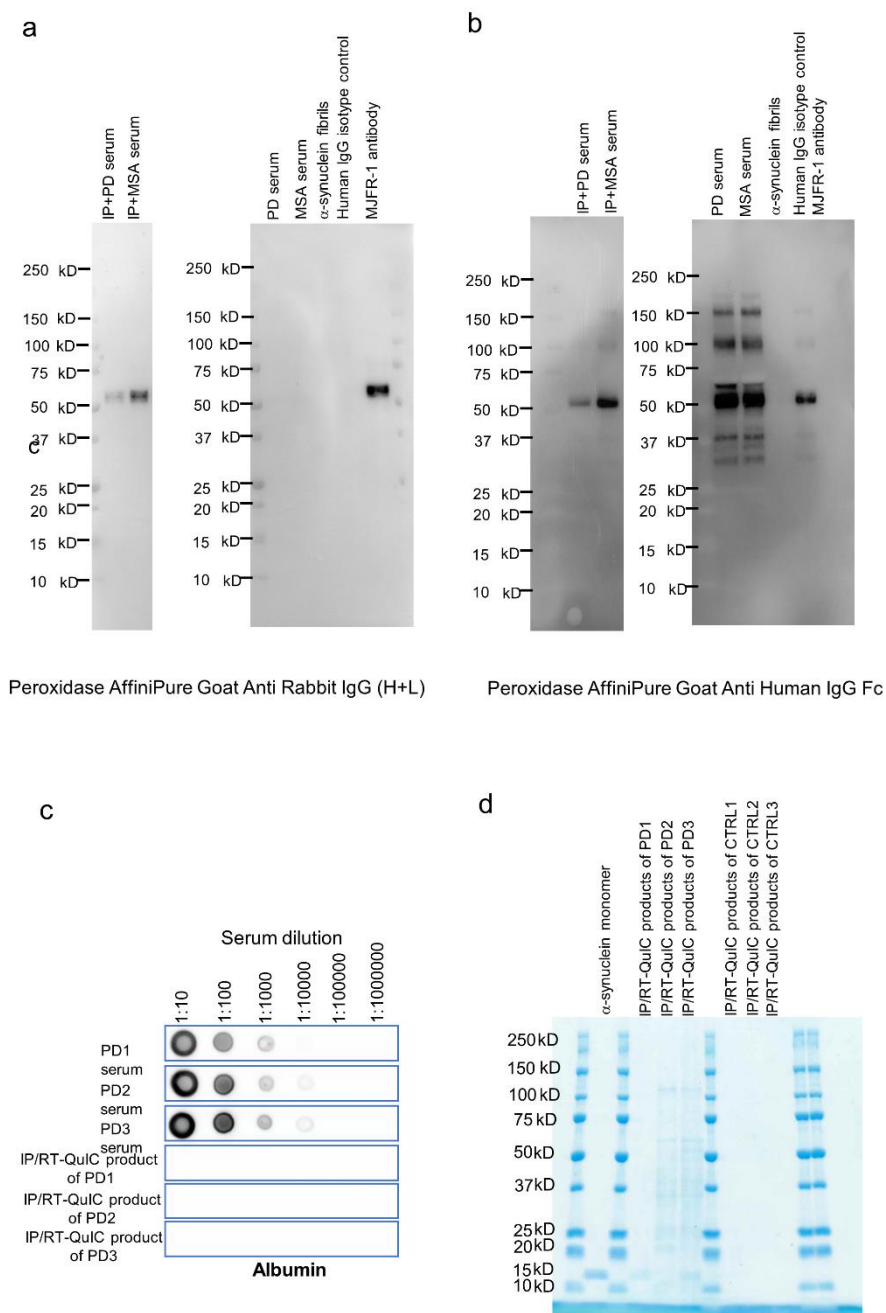 a
IP+PD serum
IP+MSA serum
PD serum
MSA serum
α-synuclein fibrils
Human IgG isotype control
MJFR-1 antibody
250 kD
150 kD
100 kD
75 kD
50 kD
37 kD
c
25 kD
20 kD
15 kD
10 kD
250 kD
150 kD
100 kD
75 kD
50 kD
37 kD
25 kD
20 kD
15 kD
10 kD
Peroxidase AffiniPure Goat Anti Rabbit IgG (H+L)
b
IP+PD serum
IP+MSA serum
PD serum
MSA serum
α-synuclein fibrils
Human IgG isotype control
MJFR-1 antibody
250 kD
150 kD
100 kD
75 kD
50 kD
37 kD
25 kD
20 kD
15 kD
10 kD
250 kD
150 kD
100 kD
75 kD
50 kD
37 kD
25 kD
20 kD
15 kD
10 kD
Peroxidase AffiniPure Goat Anti Human IgG Fc
c
Serum dilution
1:10
1:100
1:1000
1:10000
1:100000
1:1000000
PD1
serum
PD2
serum
PD3
serum
IP/RT-QuIC product
of PD1
IP/RT-QuIC product
of PD2
IP/RT-QuIC product
of PD3
Albumin
d
α-synuclein monomer
IP/RT-QuIC products of PD1
IP/RT-QuIC products of PD2
IP/RT-QuIC products of PD3
IP/RT-QuIC products of CTRL1
IP/RT-QuIC products of CTRL2
IP/RT-QuIC products of CTRL3
250kD
150kD
100kD
75kD
50kD
37kD
25kD
20kD
15kD
10kD